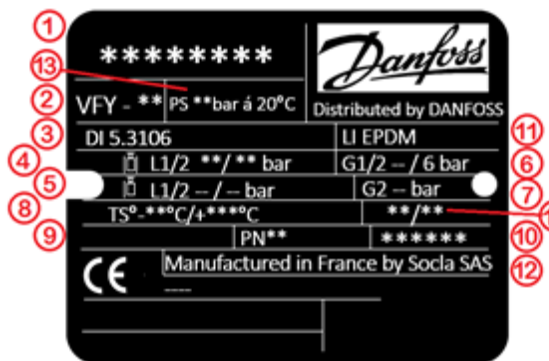 1
********
Danfoss
13
2
VFY - ** PS **bar á 20°C Distributed by DANFOSS
3 DI 5.3106 LI EPDM 11
4 L1/2 **/** bar G1/2 --/ 6 bar 6
5 L1/2 --/-- bar G2 -- bar 7
8 TS°-**°C/+***°C **/** 1
9 PN** ****** 10
Manufactured in France by Socla SAS 12
CE ----